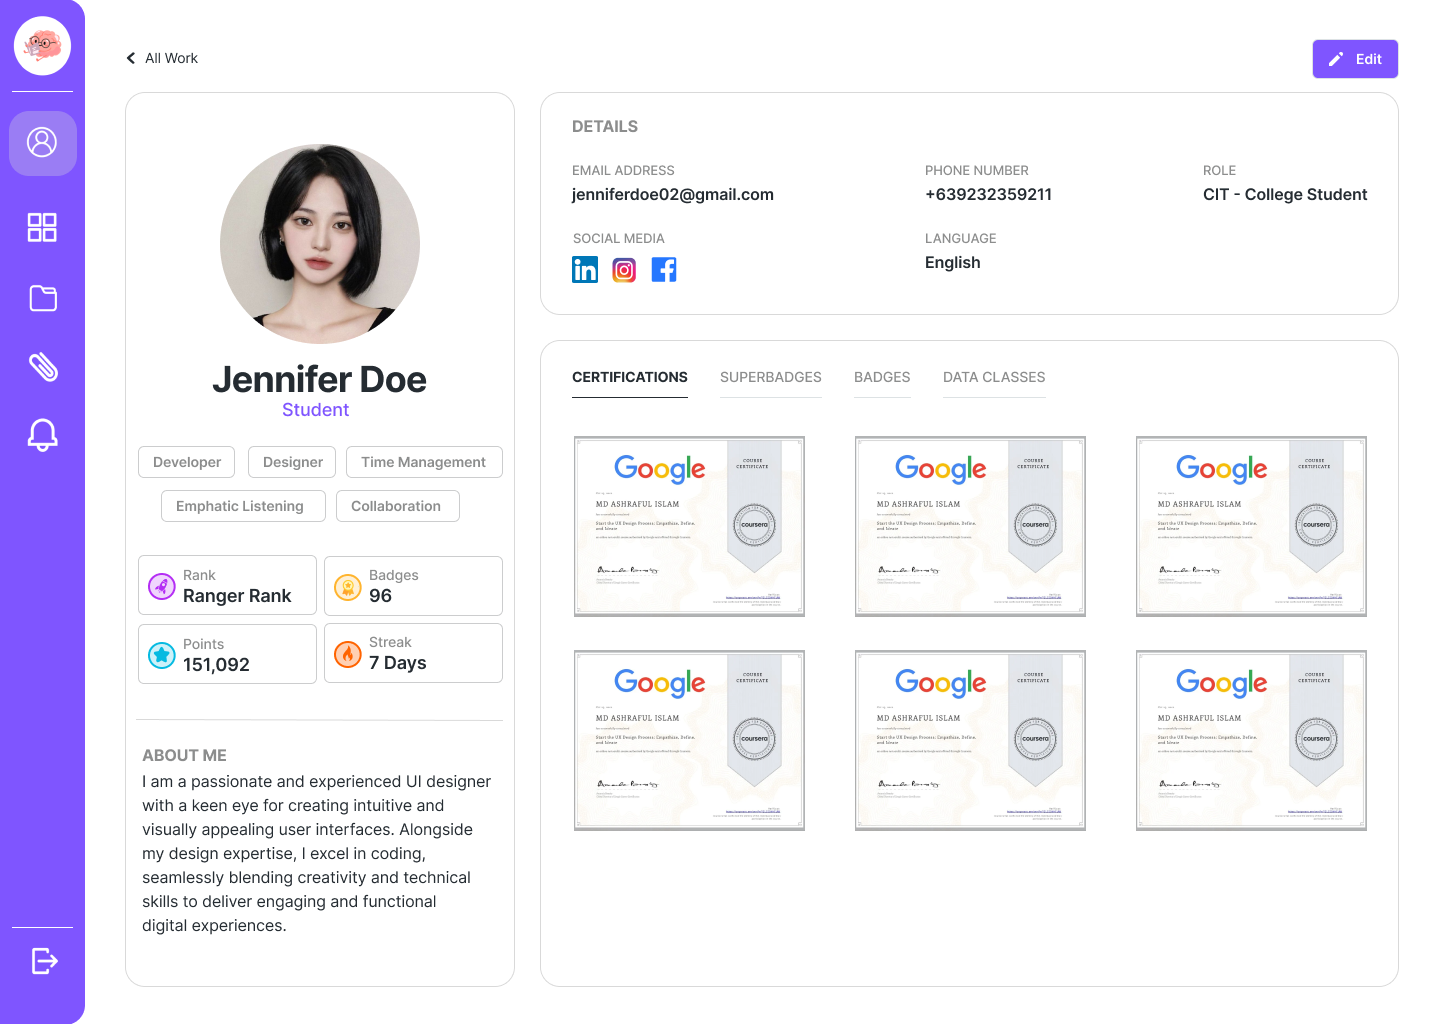 All Work
Edit
Jennifer Doe
Student
Developer
Designer
Time Management
Emphatic Listening
Collaboration
Rank
Ranger Rank
Badges
96
Points
151,092
Streak
7 Days
ABOUT ME
I am a passionate and experienced UI designer
with a keen eye for creating intuitive and
visually appealing user interfaces. Alongside
my design expertise, I excel in coding,
seamlessly blending creativity and technical
skills to deliver engaging and functional
digital experiences.
DETAILS
EMAIL ADDRESS
jenniferdoe02@gmail.com
PHONE NUMBER
+639232359211
ROLE
CIT - College Student
SOCIAL MEDIA
in
LANGUAGE
English
CERTIFICATIONS
SUPERBADGES
BADGES
DATA CLASSES
Google
COURSE
CERTIFICATE
MD ASHRAFUL ISLAM
Start the UX Design Process: Empathize, Define,
and Ideate
coursera
Google
COURSE
CERTIFICATE
MD ASHRAFUL ISLAM
Start the UX Design Process: Empathize, Define,
and Ideate
coursera
Google
COURSE
CERTIFICATE
MD ASHRAFUL ISLAM
Start the UX Design Process: Empathize, Define,
and Ideate
coursera
Google
COURSE
CERTIFICATE
MD ASHRAFUL ISLAM
Start the UX Design Process: Empathize, Define,
and Ideate
coursera
Google
COURSE
CERTIFICATE
MD ASHRAFUL ISLAM
Start the UX Design Process: Empathize, Define,
and Ideate
coursera
Google
COURSE
CERTIFICATE
MD ASHRAFUL ISLAM
Start the UX Design Process: Empathize, Define,
and Ideate
coursera